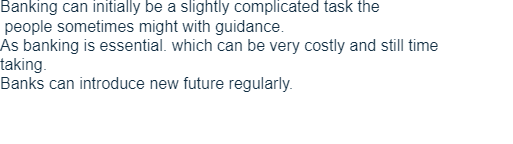 Banking can initially be a slightly complicated task the
people sometimes might with guidance.
As banking is essential. which can be very costly and still time
taking.
Banks can introduce new future regularly.